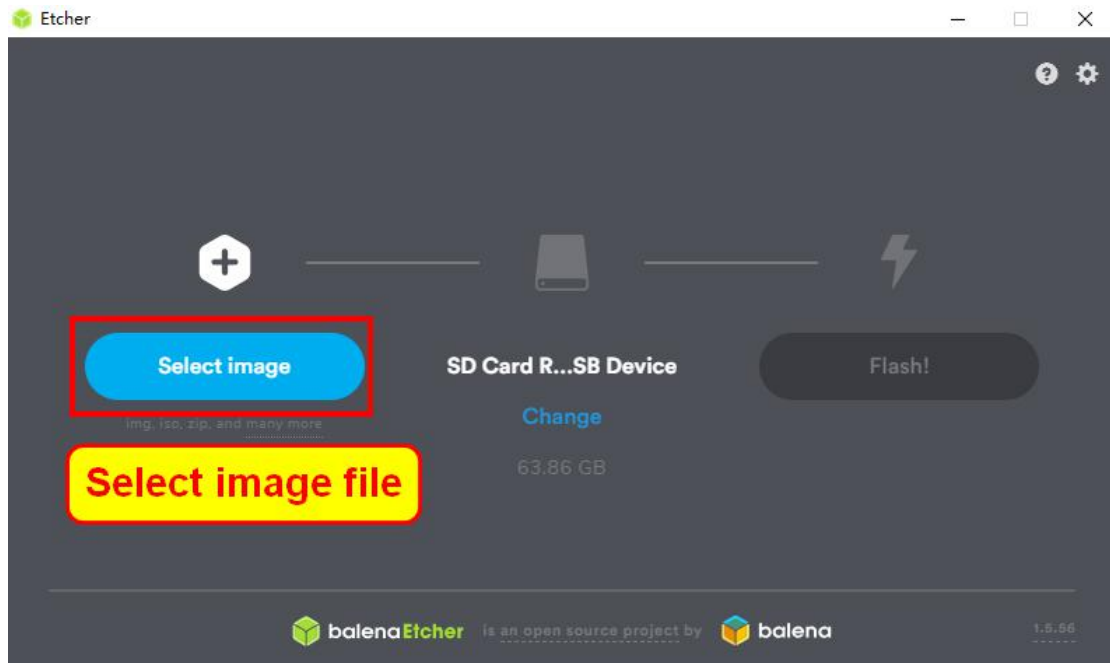 Etcher
Select image
SD Card R...SB Device
Flash!
img, iso, zip, and many more
Change
Select image file
63.86 GB
balenaEtcher is an open source project by balena
1.5.56